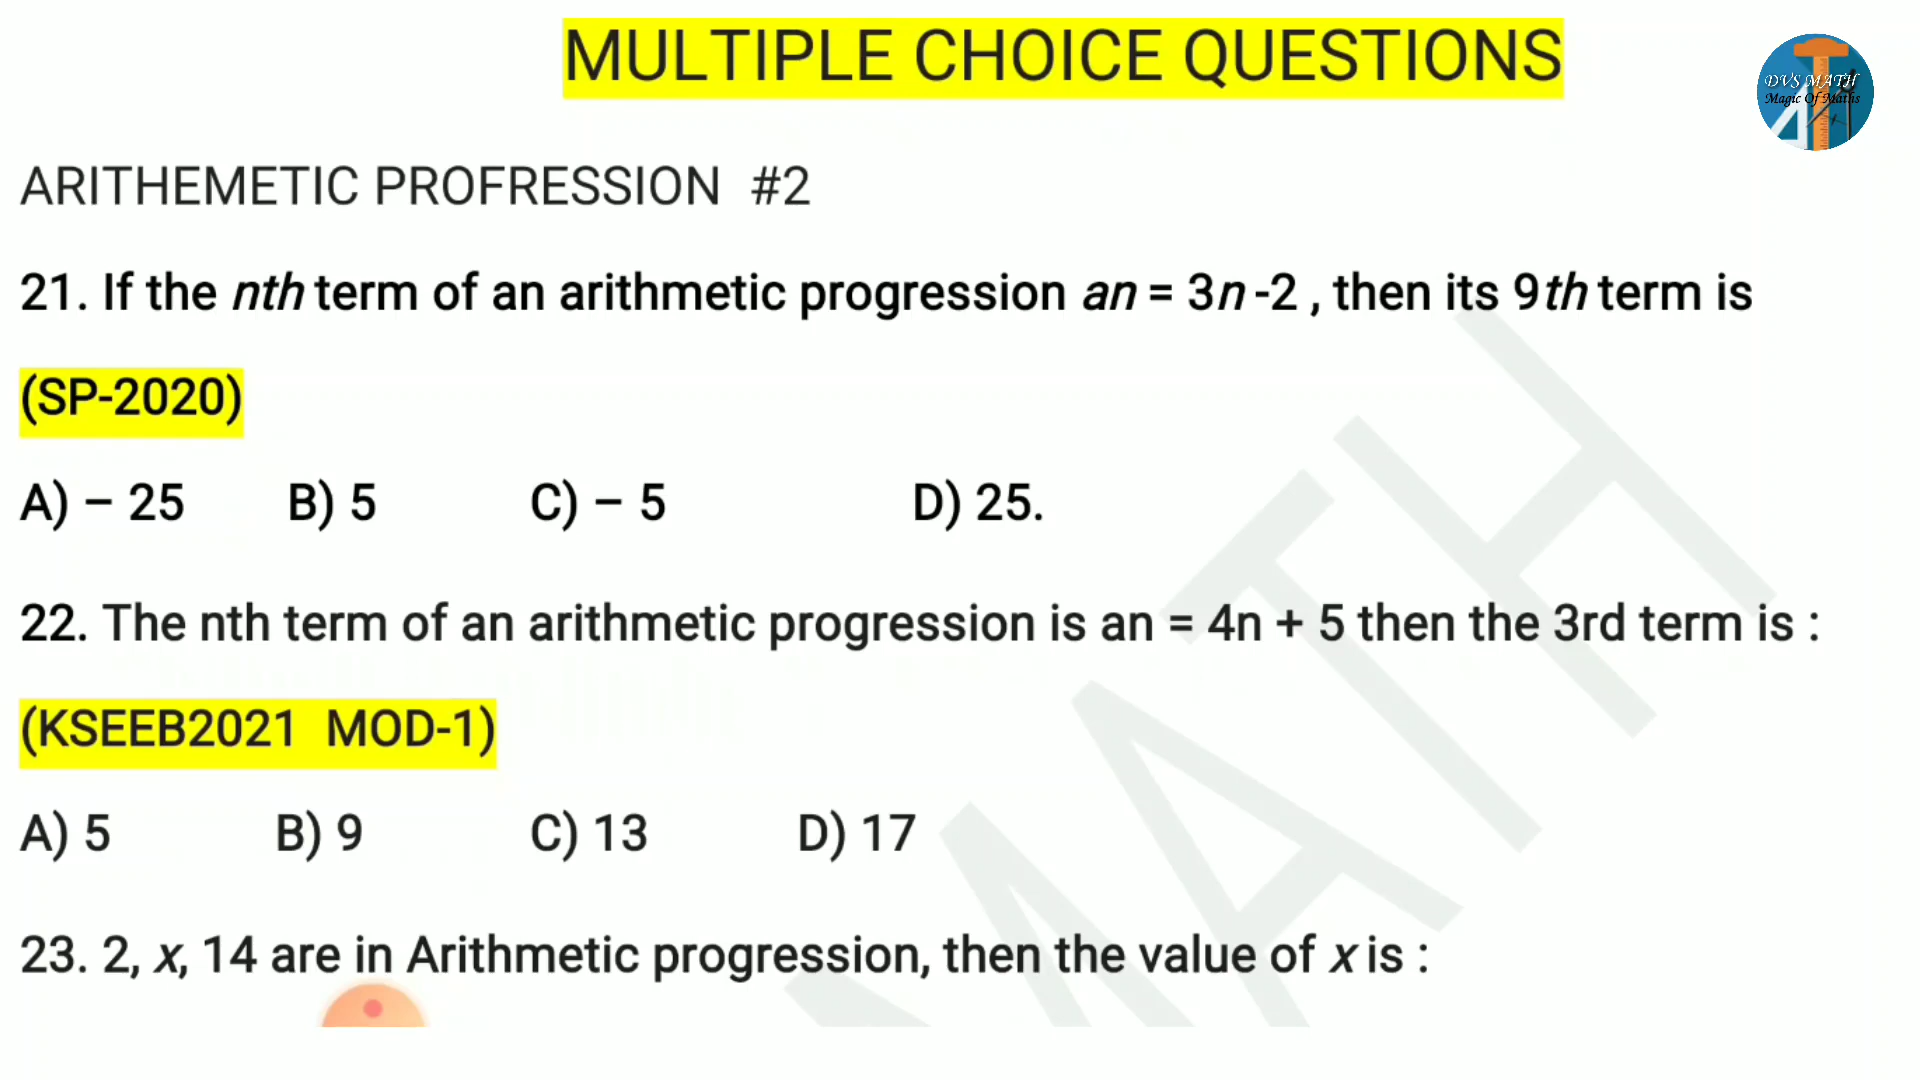 MULTIPLE CHOICE QUESTIONS
DVS MATH
Magic Of Maths
ARITHEMETIC PROFRESSION #2
21. If the nth term of an arithmetic progression an = 3n -2 , then its 9th term is
(SP-2020)
A) – 25 B) 5 C) – 5 D) 25.
22. The nth term of an arithmetic progression is an = 4n + 5 then the 3rd term is :
(KSEEB2021 MOD-1)
A) 5 B) 9 C) 13 D) 17
23. 2, x, 14 are in Arithmetic progression, then the value of x is :
MATH